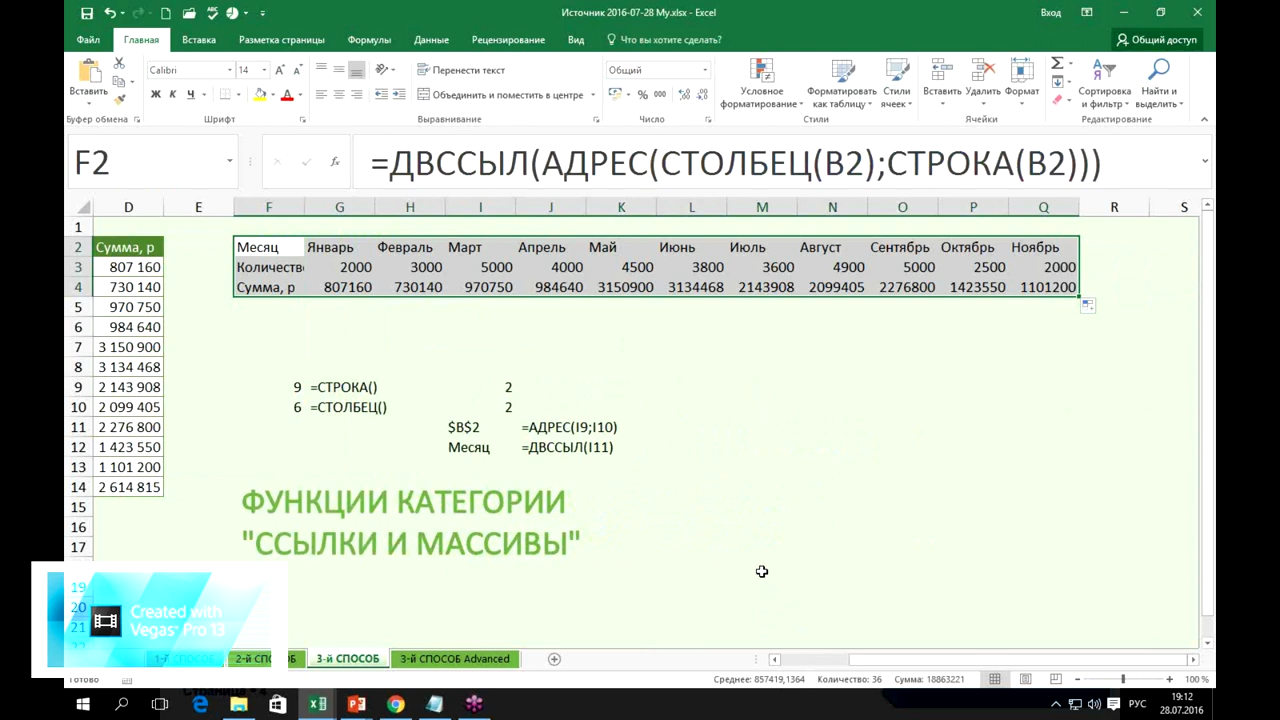 Источник 2016-07-28 My.xlsx - Excel
Вход
Файл Главная Вставка Разметка страницы Формулы Данные Рецензирование Вид Что вы хотите сделать? Общий доступ
Calibri 14 Перенести текст Общий
Вставить Ж К Ч Объединить и поместить в центре % 000 Условное форматирование Форматировать как таблицу Стили ячеек Вставить Удалить Формат Сортировка и фильтр Найти и выделить
Буфер обмена Шрифт Выравнивание Число Стили Ячейки Редактирование
F2 fx =ДВССЫЛ(АДРЕС(СТОЛБЕЦ(B2);СТРОКА(B2)))
D E F G H I J K L M N O P Q R S
1
2 Сумма, р Месяц Январь Февраль Март Апрель Май Июнь Июль Август Сентябрь Октябрь Ноябрь
3 807 160 Количеств 2000 3000 5000 4000 4500 3800 3600 4900 5000 2500 2000
4 730 140 Сумма, р 807160 730140 970750 984640 3150900 3134468 2143908 2099405 2276800 1423550 1101200
5 970 750
6 984 640
7 3 150 900
8 3 134 468
9 2 143 908 9 =СТРОКА() 2
10 2 099 405 6 =СТОЛБЕЦ() 2
11 2 276 800 $B$2 =АДРЕС(I9;I10)
12 1 423 550 Месяц =ДВССЫЛ(I11)
13 1 101 200
14 2 614 815
15 ФУНКЦИИ КАТЕГОРИИ
16
17 "ССЫЛКИ И МАССИВЫ"
19
20
21
Created with
Vegas Pro 13
1-й СПОСОБ 2-й СПОСОБ 3-й СПОСОБ 3-й СПОСОБ Advanced
Готово Среднее: 857419,1364 Количество: 36 Сумма: 18863221 100 %
РУС 19:12
28.07.2016